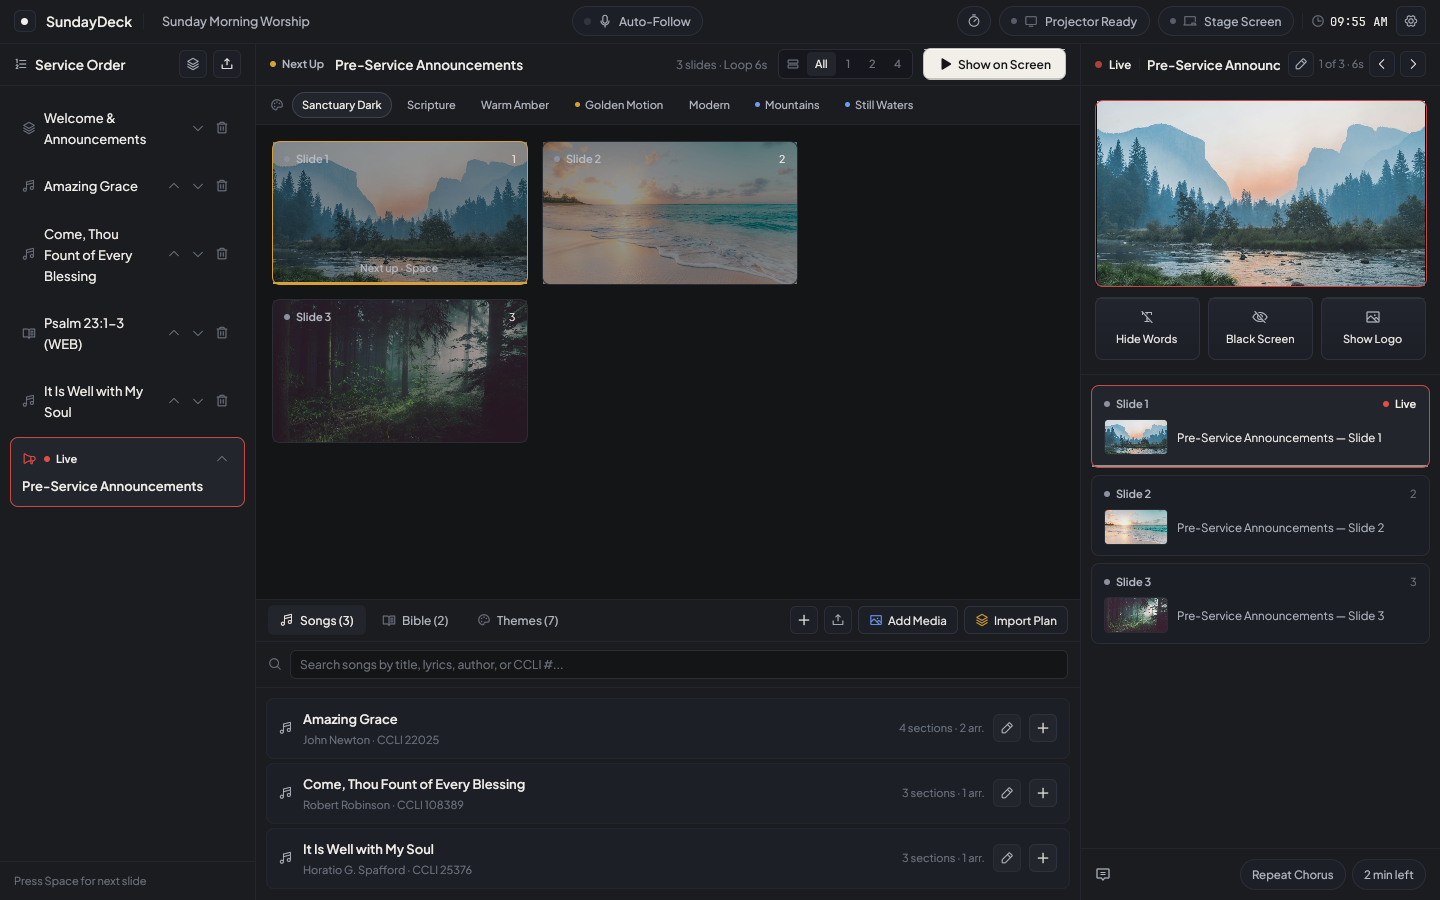 SundayDeck
Sunday Morning Worship
Auto-Follow
Projector Ready
Stage Screen
09:55 AM
Service Order
Welcome &
Announcements
Amazing Grace
Come, Thou
Fount of Every
Blessing
Psalm 23:1–3
(WEB)
It Is Well with My
Soul
Live
Pre-Service Announcements
Press Space for next slide
Next Up
Pre-Service Announcements
3 slides · Loop 6s
All
1
2
4
Show on Screen
Sanctuary Dark
Scripture
Warm Amber
Golden Motion
Modern
Mountains
Still Waters
Slide 1
1
Next up · Space
Slide 2
2
Slide 3
3
Songs (3)
Bible (2)
Themes (7)
Add Media
Import Plan
Search songs by title, lyrics, author, or CCLI #...
Amazing Grace
John Newton · CCLI 22025
4 sections · 2 arr.
Come, Thou Fount of Every Blessing
Robert Robinson · CCLI 108389
3 sections · 1 arr.
It Is Well with My Soul
Horatio G. Spafford · CCLI 25376
3 sections · 1 arr.
Live
Pre-Service Announc
1 of 3 · 6s
Hide Words
Black Screen
Show Logo
Slide 1
Live
Pre-Service Announcements — Slide 1
Slide 2
2
Pre-Service Announcements — Slide 2
Slide 3
3
Pre-Service Announcements — Slide 3
Repeat Chorus
2 min left